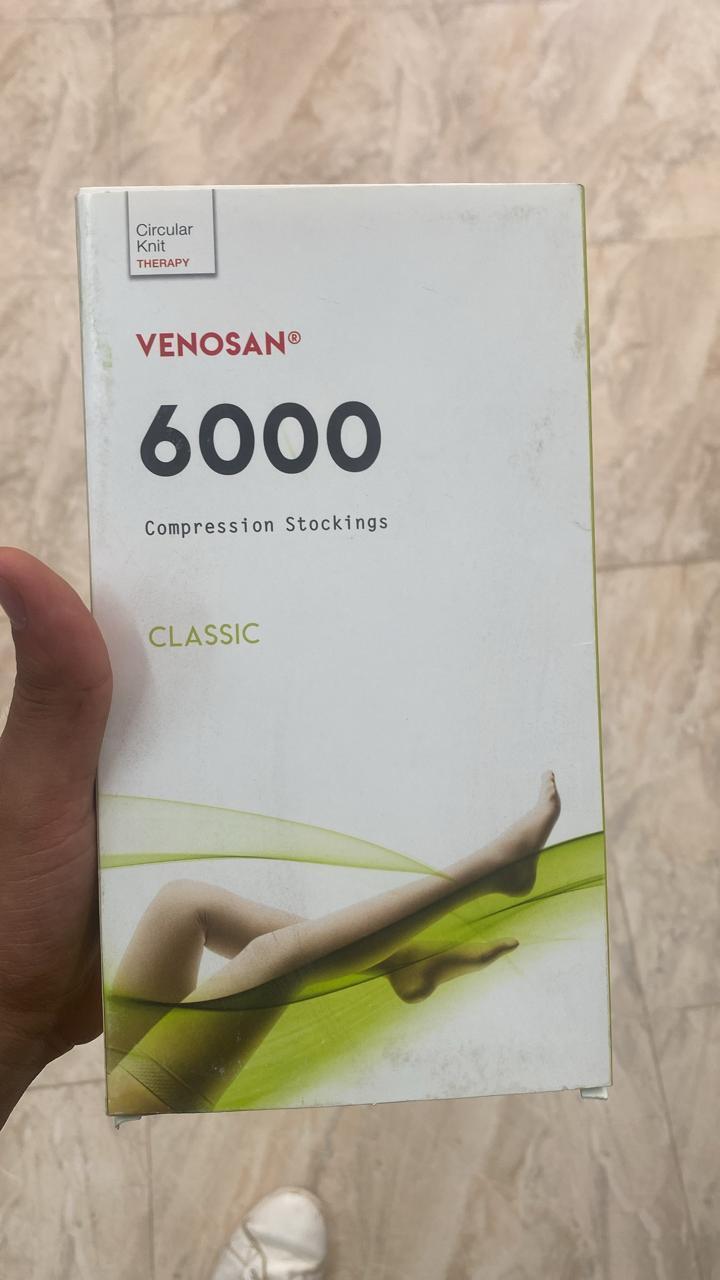 Circular
Knit
THERAPY
VENOSAN®
6000
Compression Stockings
CLASSIC